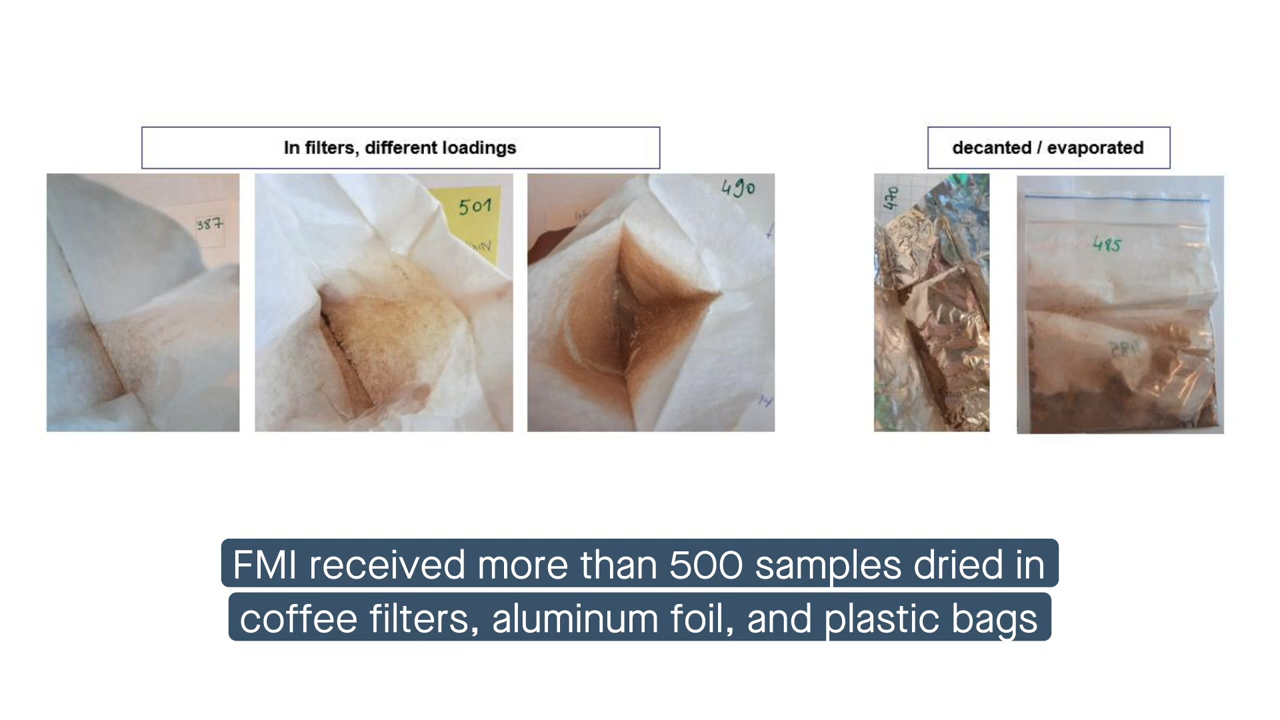 In filters, different loadings
decanted / evaporated
387
501
490
470
485
FMI received more than 500 samples dried in
coffee filters, aluminum foil, and plastic bags